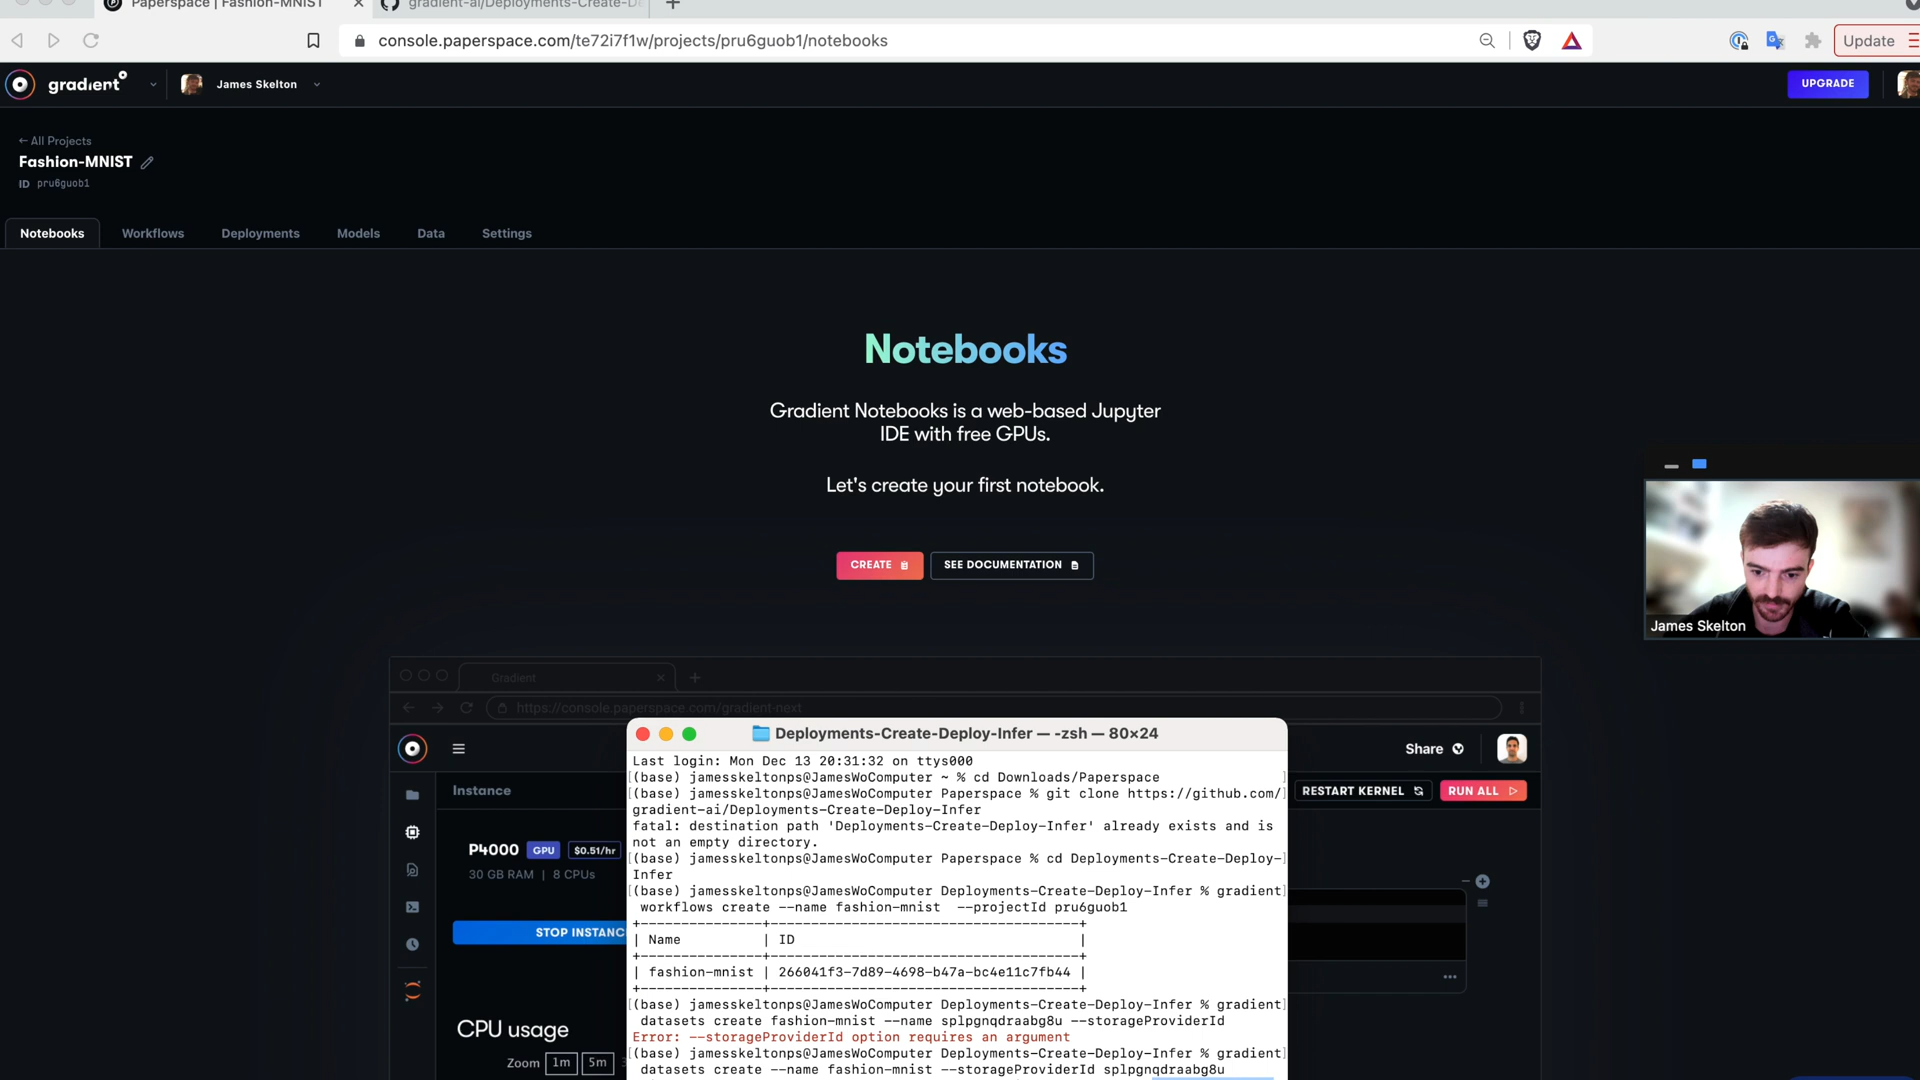 Paperspace | Fashion-MNIST
gradient-ai/Deployments-Create-De
console.paperspace.com/te72i7f1w/projects/pru6guob1/notebooks
Update
gradient
James Skelton
UPGRADE
← All Projects
Fashion-MNIST
ID pru6guob1
Notebooks
Workflows
Deployments
Models
Data
Settings
Notebooks
Gradient Notebooks is a web-based Jupyter
IDE with free GPUs.
Let's create your first notebook.
CREATE
SEE DOCUMENTATION
James Skelton
Gradient
https://console.paperspace.com/gradient-next
Share
Instance
RESTART KERNEL
RUN ALL
P4000 GPU $0.51/hr
30 GB RAM | 8 CPUs
STOP INSTANC
CPU usage
Zoom 1m 5m
Deployments-Create-Deploy-Infer — -zsh — 80×24
Last login: Mon Dec 13 20:31:32 on ttys000
[(base) jamesskeltonps@JamesWoComputer ~ % cd Downloads/Paperspace ]
[(base) jamesskeltonps@JamesWoComputer Paperspace % git clone https://github.com/]
gradient-ai/Deployments-Create-Deploy-Infer
fatal: destination path 'Deployments-Create-Deploy-Infer' already exists and is
not an empty directory.
[(base) jamesskeltonps@JamesWoComputer Paperspace % cd Deployments-Create-Deploy-]
Infer
[(base) jamesskeltonps@JamesWoComputer Deployments-Create-Deploy-Infer % gradient]
workflows create --name fashion-mnist  --projectId pru6guob1
+--------------+--------------------------------------+
| Name         | ID                                   |
+--------------+--------------------------------------+
| fashion-mnist | 266041f3-7d89-4698-b47a-bc4e11c7fb44 |
+--------------+--------------------------------------+
[(base) jamesskeltonps@JamesWoComputer Deployments-Create-Deploy-Infer % gradient]
datasets create fashion-mnist --name splpgnqdraabg8u --storageProviderId
Error: --storageProviderId option requires an argument
[(base) jamesskeltonps@JamesWoComputer Deployments-Create-Deploy-Infer % gradient]
datasets create --name fashion-mnist --storageProviderId splpgnqdraabg8u